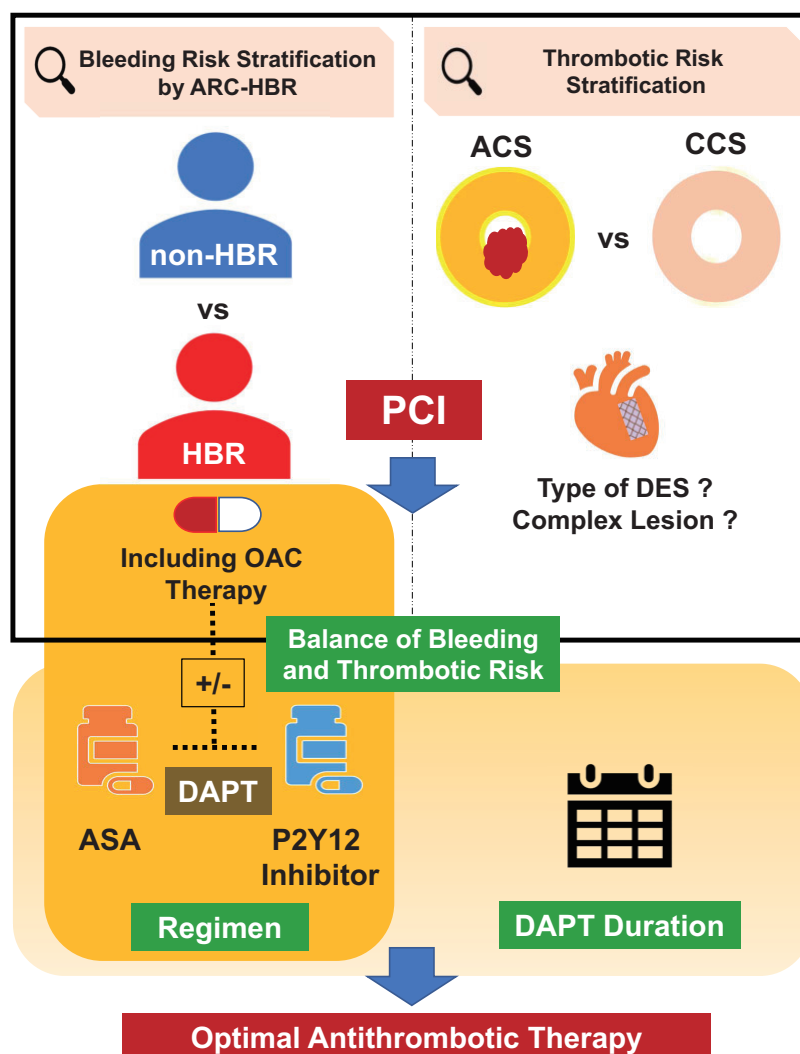 Bleeding Risk Stratification
by ARC-HBR
Thrombotic Risk
Stratification
non-HBR
vs
HBR
ACS
vs
CCS
PCI
Type of DES ?
Complex Lesion ?
Including OAC
Therapy
Balance of Bleeding
and Thrombotic Risk
+/-
DAPT
ASA
P2Y12
Inhibitor
Regimen
DAPT Duration
Optimal Antithrombotic Therapy